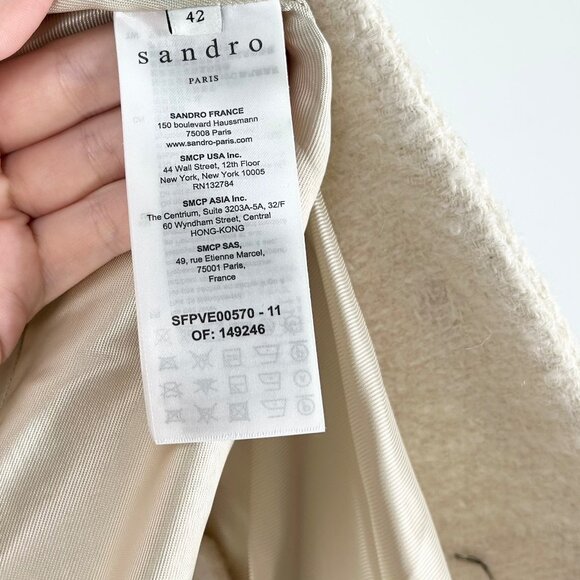 42
sandro
PARIS
SANDRO FRANCE
150 boulevard Haussmann
75008 Paris
www.sandro-paris.com
SMCP USA Inc.
44 Wall Street, 12th Floor
New York, New York 10005
RN132784
SMCP ASIA Inc.
The Centrium, Suite 3203A-5A, 32/F
60 Wyndham Street, Central
HONG-KONG
SMCP SAS,
49, rue Etienne Marcel,
75001 Paris,
France
SFPVE00570 - 11
OF: 149246